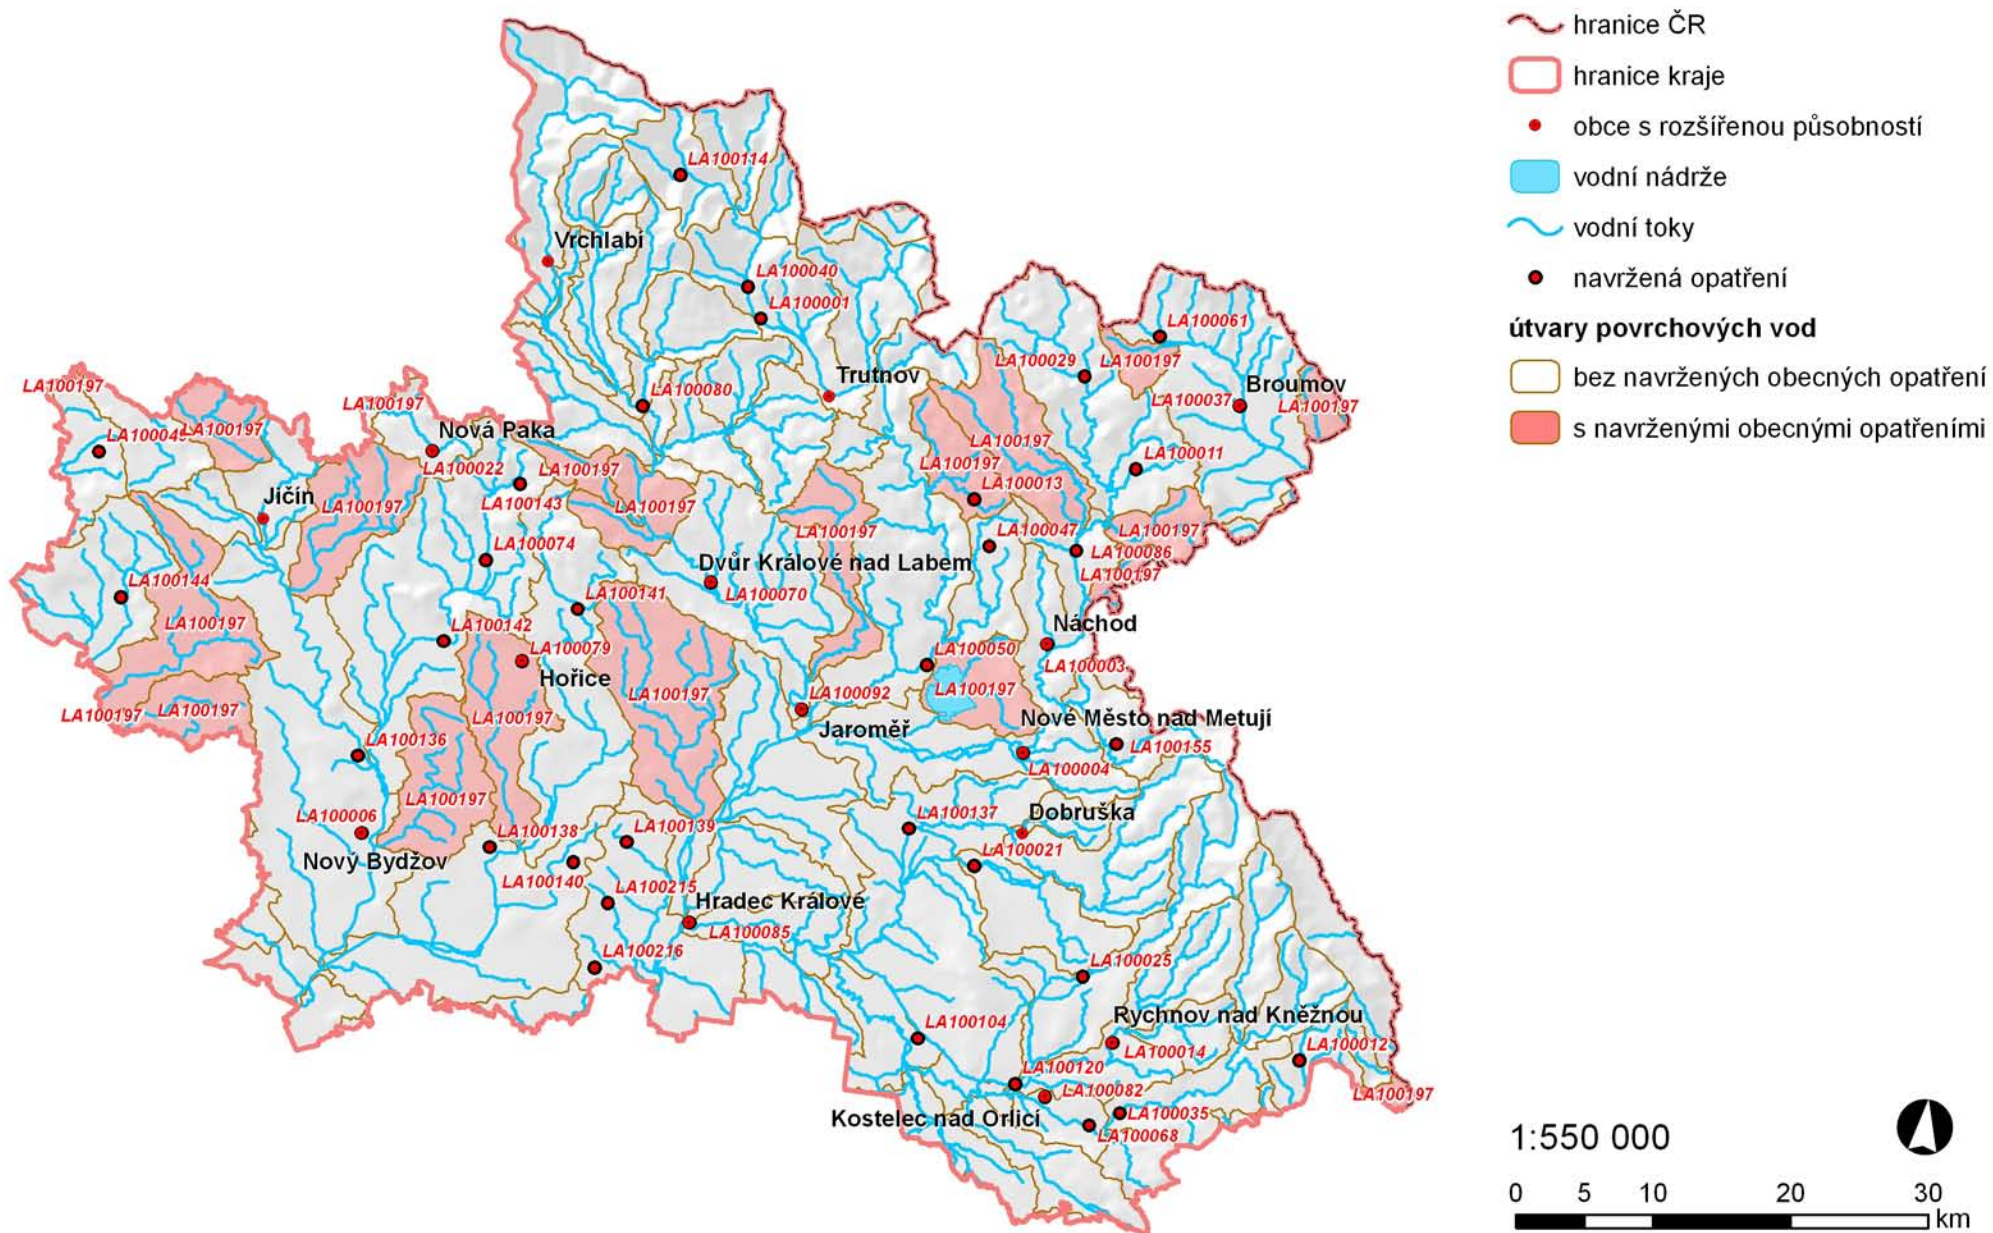 hranice ČR
hranice kraje
obce s rozšířenou působností
vodní nádrže
vodní toky
navržená opatření
útvary povrchových vod
bez navržených obecných opatření
s navrženými obecnými opatřeními
1:550 000
0 5 10 20 30
km
LA100114
Vrchlabí
LA100040
LA100001
LA100061
LA100029
LA100197
Trutnov
LA100197
LA100080
LA100037
Broumov
LA100197
LA100197
LA100197
Nová Paka
LA100197
LA100022
LA100197
LA100197
LA100197
LA100011
Jičín
LA100197
LA100143
LA100197
LA100013
LA100197
LA100047
LA100197
LA100074
LA100086
Dvůr Králové nad Labem
LA100197
LA100144
LA100070
LA100141
LA100197
LA100142
Náchod
LA100079
LA100050
LA100003
Hořice
LA100197
LA100197
LA100092
LA100197
LA100197
LA100197
Nové Město nad Metují
Jaroměř
LA100136
LA100155
LA100004
LA100197
LA100006
LA100137
Dobruška
LA100138
LA100139
LA100021
Nový Bydžov
LA100140
LA100215
Hradec Králové
LA100085
LA100216
LA100025
Rychnov nad Kněžnou
LA100104
LA100014
LA100012
LA100120
LA100082
LA100197
Kostelec nad Orlicí
LA100035
LA100068